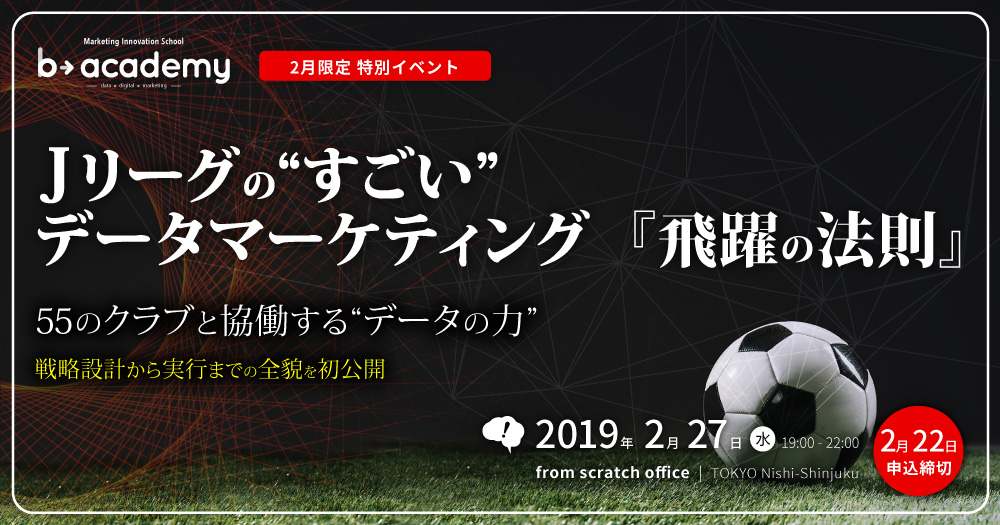 Marketing Innovation School
b→academy
data ● digital ● marketing
2月限定 特別イベント
Jリーグの“すごい”
データマーケティング『飛躍の法則』
55のクラブと協働する“データの力”
戦略設計から実行までの全貌を初公開
2019年 2月 27日 水 19:00 - 22:00
from scratch office | TOKYO Nishi-Shinjuku
2月22日
申込締切